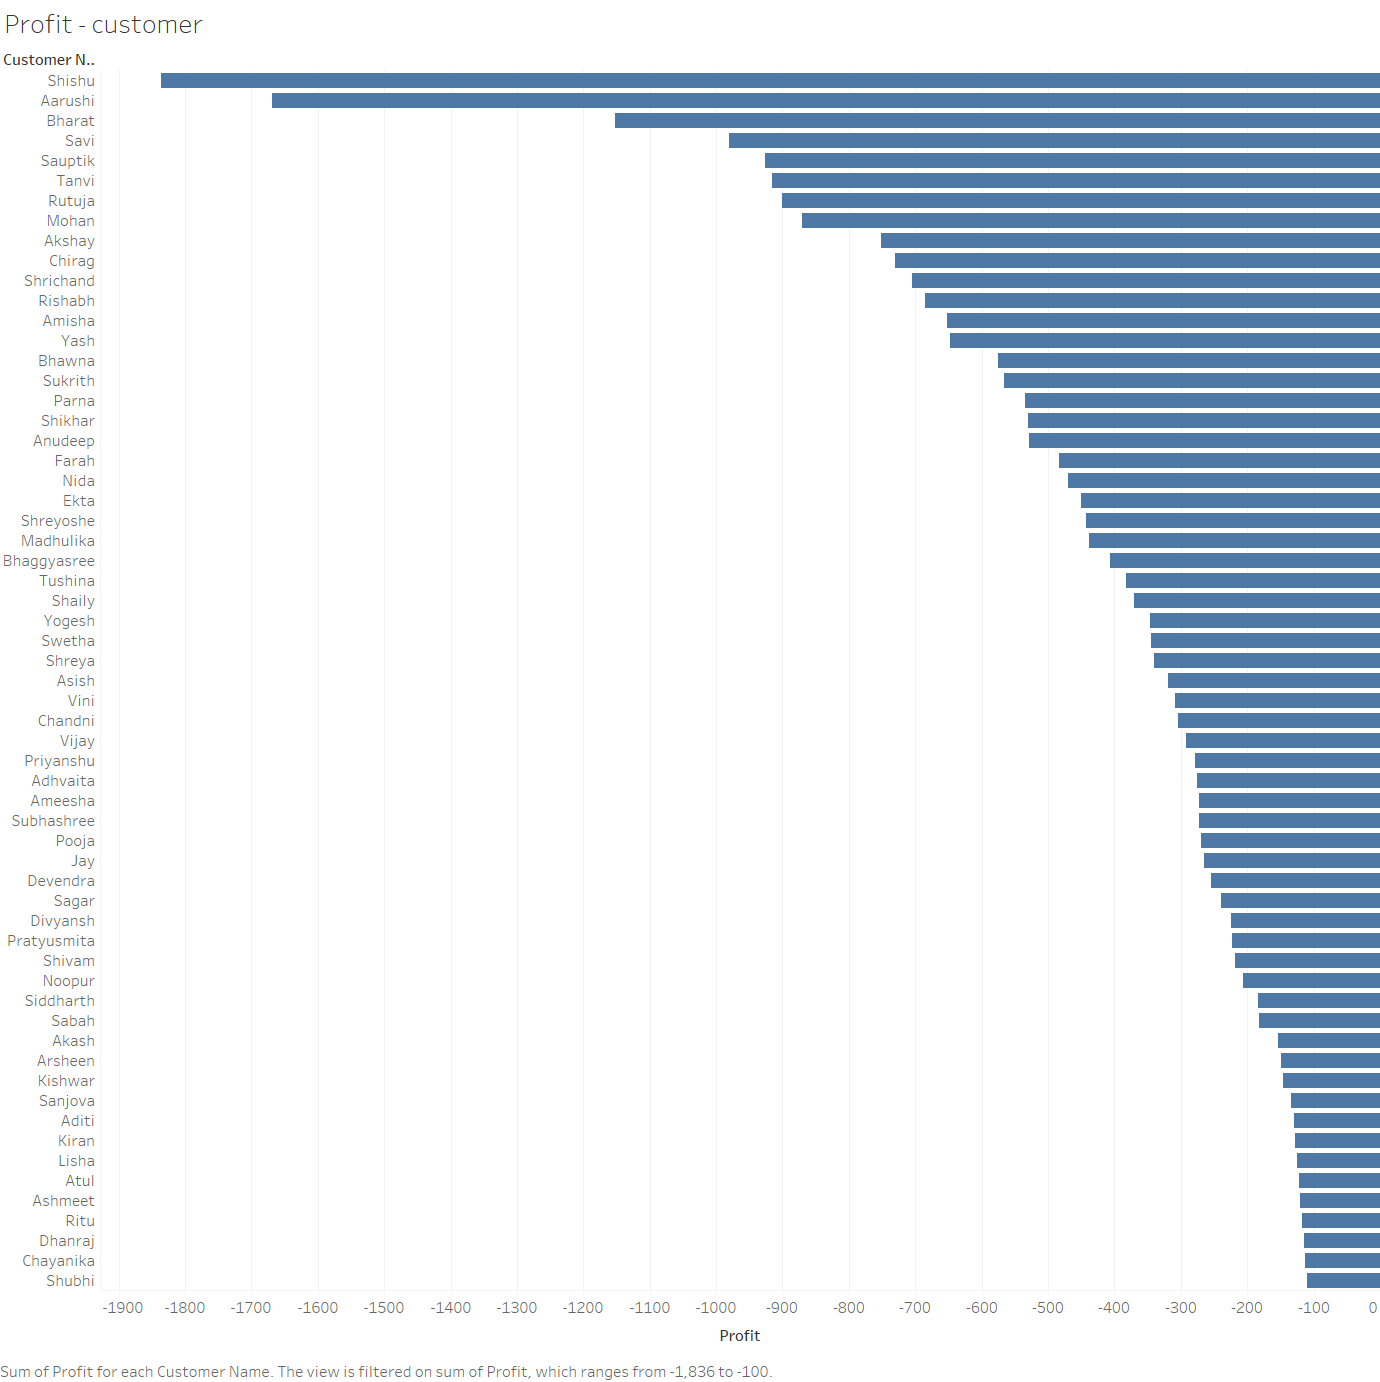 Profit - customer
Customer N..
Shishu
Aarushi
Bharat
Savi
Sauptik
Tanvi
Rutuja
Mohan
Akshay
Chirag
Shrichand
Rishabh
Amisha
Yash
Bhawna
Sukrith
Parna
Shikhar
Anudeep
Farah
Nida
Ekta
Shreyoshe
Madhulika
Bhaggyasree
Tushina
Shaily
Yogesh
Swetha
Shreya
Asish
Vini
Chandni
Vijay
Priyanshu
Adhvaita
Ameesha
Subhashree
Pooja
Jay
Devendra
Sagar
Divyansh
Pratyusmita
Shivam
Noopur
Siddharth
Sabah
Akash
Arsheen
Kishwar
Sanjova
Aditi
Kiran
Lisha
Atul
Ashmeet
Ritu
Dhanraj
Chayanika
Shubhi
-1900 -1800 -1700 -1600 -1500 -1400 -1300 -1200 -1100 -1000 -900 -800 -700 -600 -500 -400 -300 -200 -100 0
Profit
Sum of Profit for each Customer Name. The view is filtered on sum of Profit, which ranges from -1,836 to -100.